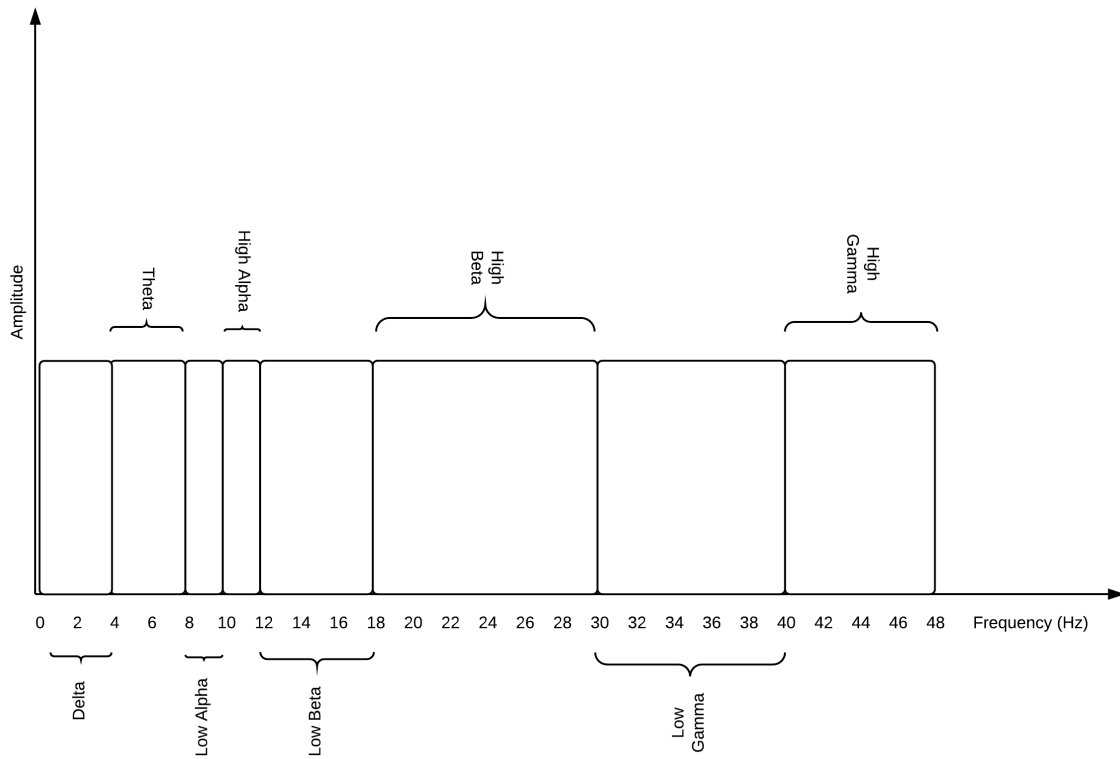 Amplitude
Theta
High Alpha
High
Beta
High
Gamma
0 2 4 6 8 10 12 14 16 18 20 22 24 26 28 30 32 34 36 38 40 42 44 46 48 Frequency (Hz)
Delta
Low Alpha
Low Beta
Low
Gamma